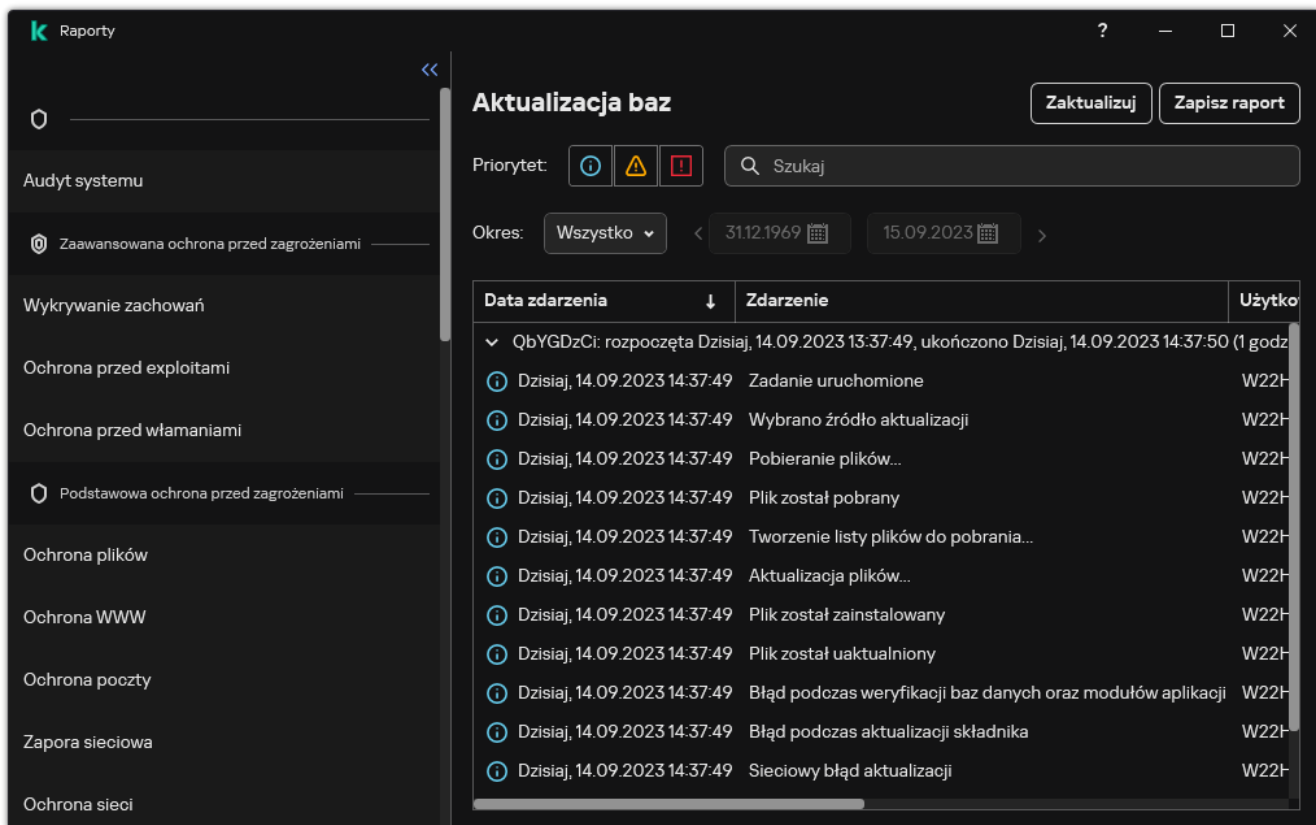 Raporty
?
Audyt systemu
Zaawansowana ochrona przed zagrożeniami
Wykrywanie zachowań
Ochrona przed exploitami
Ochrona przed włamaniami
Podstawowa ochrona przed zagrożeniami
Ochrona plików
Ochrona WWW
Ochrona poczty
Zapora sieciowa
Ochrona sieci
Aktualizacja baz
Zaktualizuj
Zapisz raport
Priorytet:
Szukaj
Okres: Wszystko 31.12.1969 15.09.2023
Data zdarzenia Zdarzenie Użytko
QbYGDzCi: rozpoczęta Dzisiaj, 14.09.2023 13:37:49, ukończono Dzisiaj, 14.09.2023 14:37:50 (1 godz
Dzisiaj, 14.09.2023 14:37:49 Zadanie uruchomione W22H
Dzisiaj, 14.09.2023 14:37:49 Wybrano źródło aktualizacji W22H
Dzisiaj, 14.09.2023 14:37:49 Pobieranie plików... W22H
Dzisiaj, 14.09.2023 14:37:49 Plik został pobrany W22H
Dzisiaj, 14.09.2023 14:37:49 Tworzenie listy plików do pobrania... W22H
Dzisiaj, 14.09.2023 14:37:49 Aktualizacja plików... W22H
Dzisiaj, 14.09.2023 14:37:49 Plik został zainstalowany W22H
Dzisiaj, 14.09.2023 14:37:49 Plik został uaktualniony W22H
Dzisiaj, 14.09.2023 14:37:49 Błąd podczas weryfikacji baz danych oraz modułów aplikacji W22H
Dzisiaj, 14.09.2023 14:37:49 Błąd podczas aktualizacji składnika W22H
Dzisiaj, 14.09.2023 14:37:49 Sieciowy błąd aktualizacji W22H